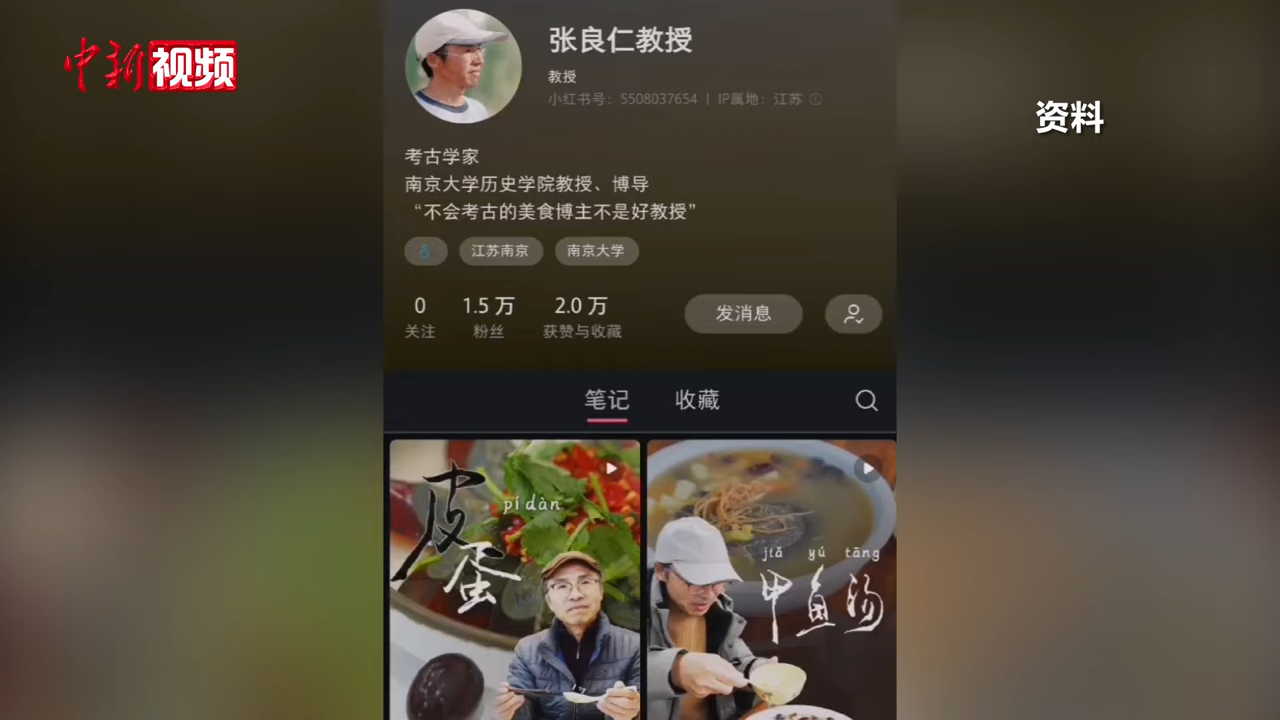 中新视频
资料
张良仁教授
教授
小红书号：5508037654 | IP属地：江苏
考古学家
南京大学历史学院教授、博导
“不会考古的美食博主不是好教授”
江苏南京 南京大学
0 1.5万 2.0万
关注 粉丝 获赞与收藏
发消息
笔记 收藏
pí dàn
皮蛋
jiǎ yú tāng
甲鱼汤